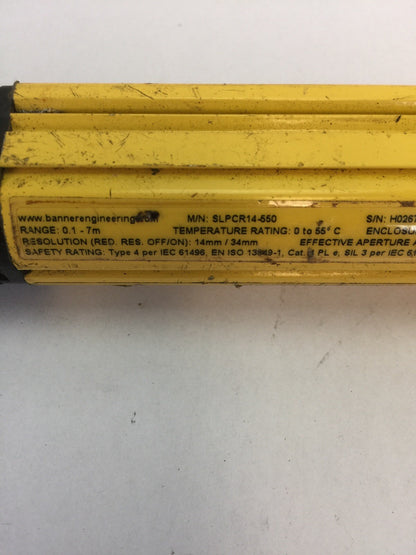 www.bannerengineering.com M/N: SLPCR14-550 S/N: H0267
RANGE: 0.1 - 7m TEMPERATURE RATING: 0 to 55° C ENCLOSU
RESOLUTION (RED. RES. OFF/ON): 14mm / 34mm EFFECTIVE APERTURE A
SAFETY RATING: Type 4 per IEC 61496, EN ISO 13849-1, Cat. PL e, SIL 3 per IEC